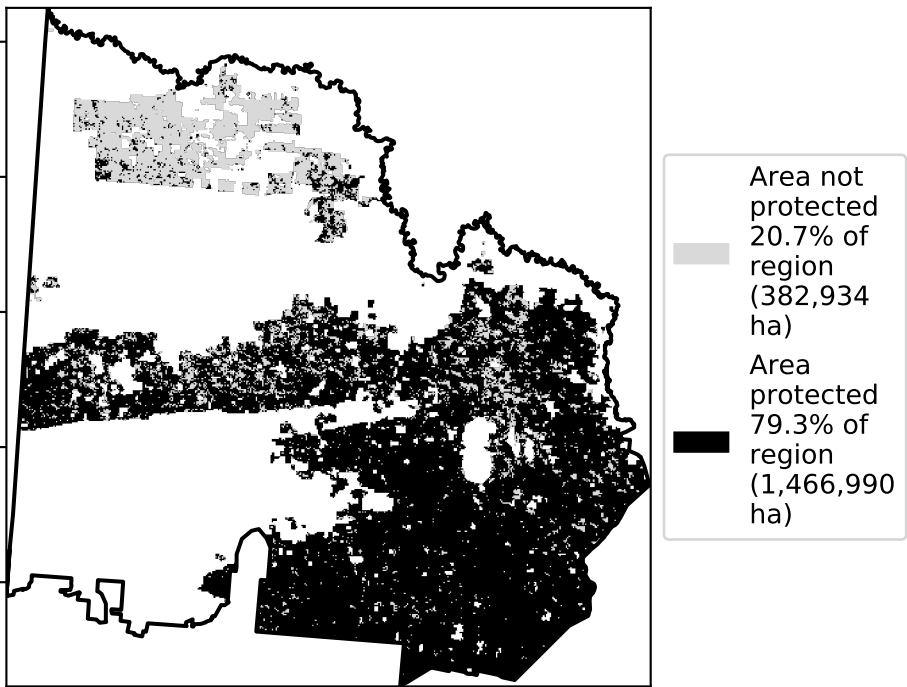 Area not
protected
20.7% of
region
(382,934
ha)
Area
protected
79.3% of
region
(1,466,990
ha)